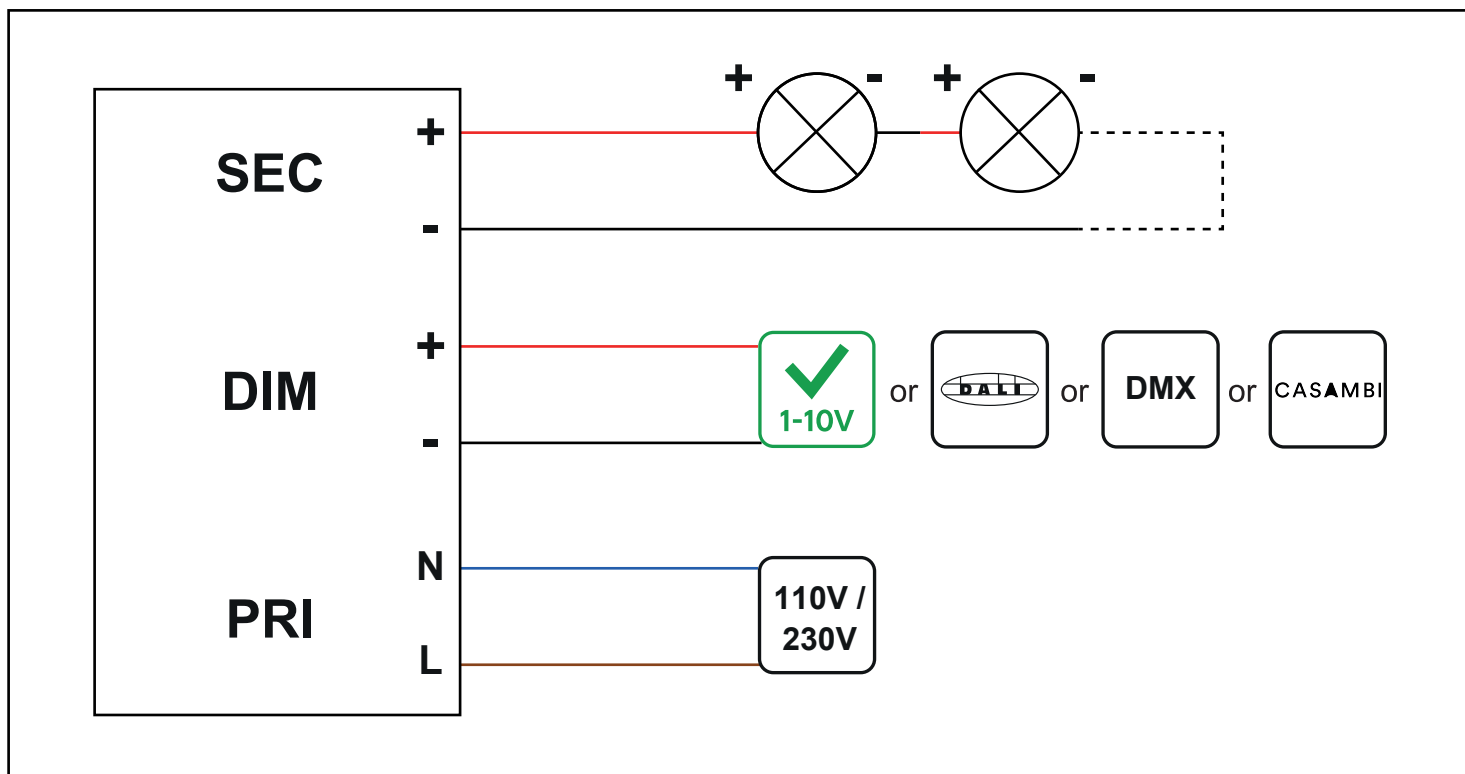 + - + -
+
SEC
-
+
DIM
-
1-10V or DALI or DMX or CASAMBI
N
PRI
L
110V /
230V